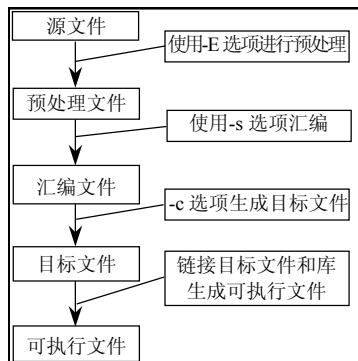 源文件
使用-E 选项进行预处理
预处理文件
使用-s 选项汇编
汇编文件
-c 选项生成目标文件
目标文件
链接目标文件和库
生成可执行文件
可执行文件